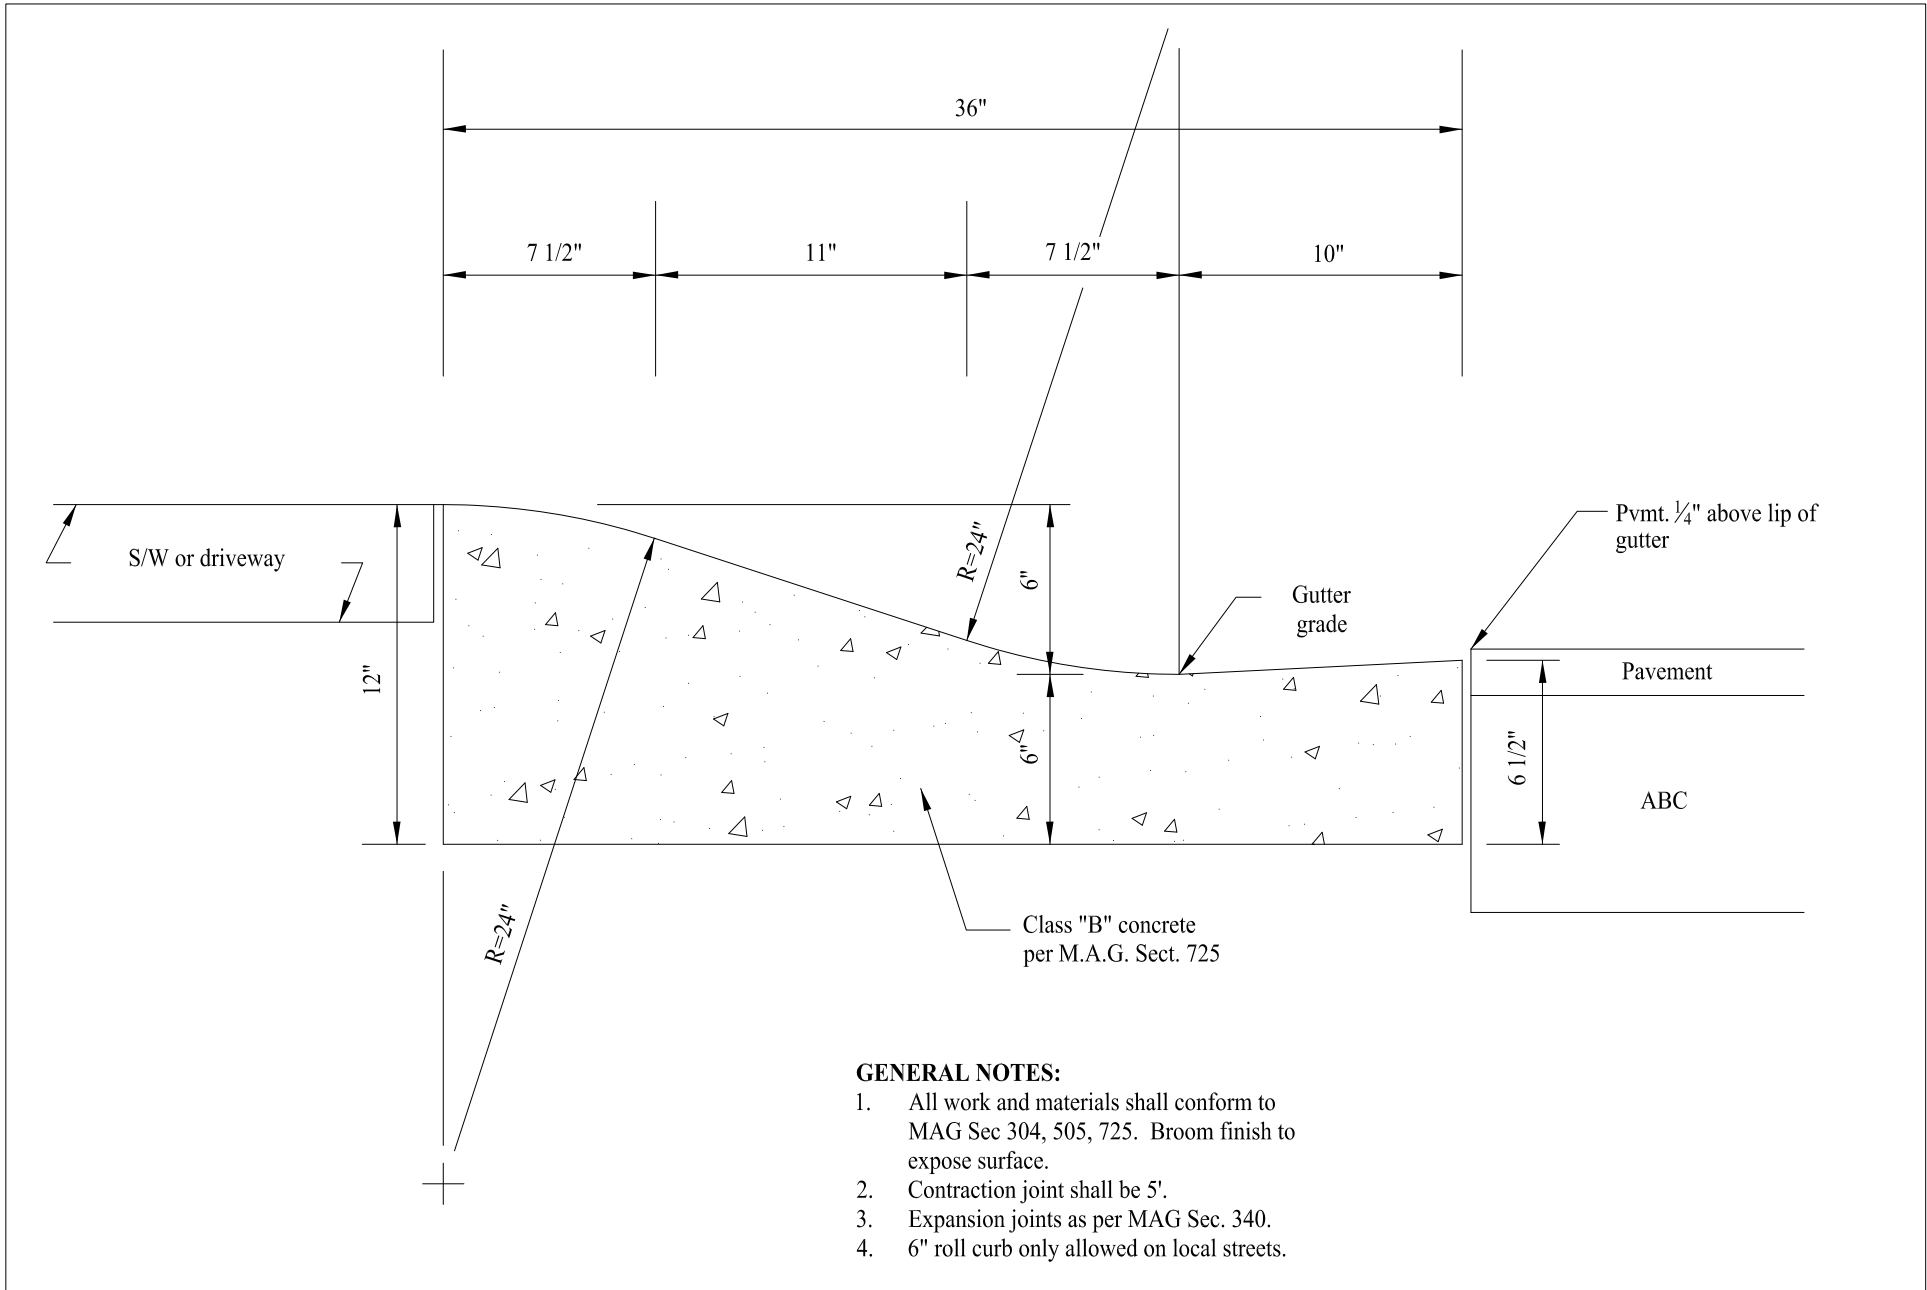 36"
7 1/2"
11"
7 1/2"
10"
S/W or driveway
12"
R=24"
6"
Gutter
grade
Pvmt. ¼" above lip of
gutter
Pavement
6"
6 1/2"
ABC
R=24"
Class "B" concrete
per M.A.G. Sect. 725
GENERAL NOTES:
1. All work and materials shall conform to
MAG Sec 304, 505, 725. Broom finish to
expose surface.
2. Contraction joint shall be 5'.
3. Expansion joints as per MAG Sec. 340.
4. 6" roll curb only allowed on local streets.